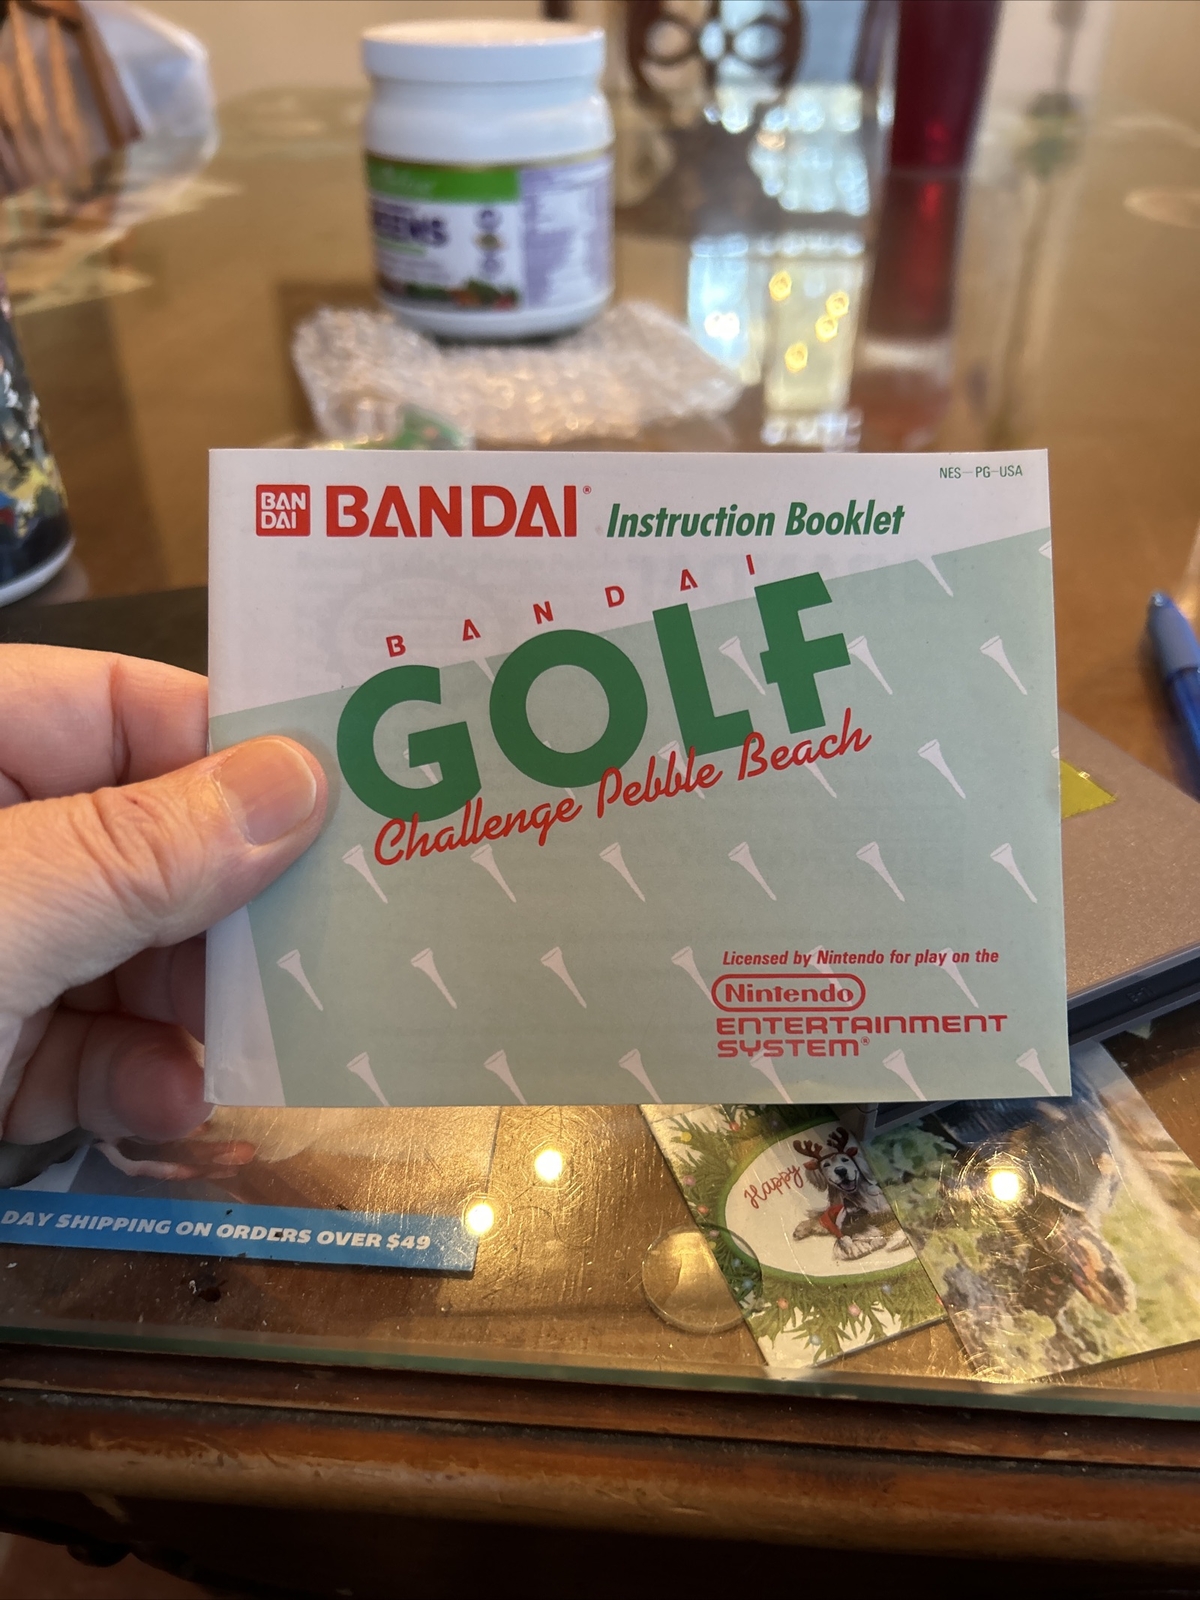 EENS
NES-PG-USA
BAN
DAI
BANDAI® Instruction Booklet
BANDAI
GOLF
Challenge Pebble Beach
Licensed by Nintendo for play on the
Nintendo
ENTERTAINMENT
SYSTEM®
DAY SHIPPING ON ORDERS OVER $49
Happy